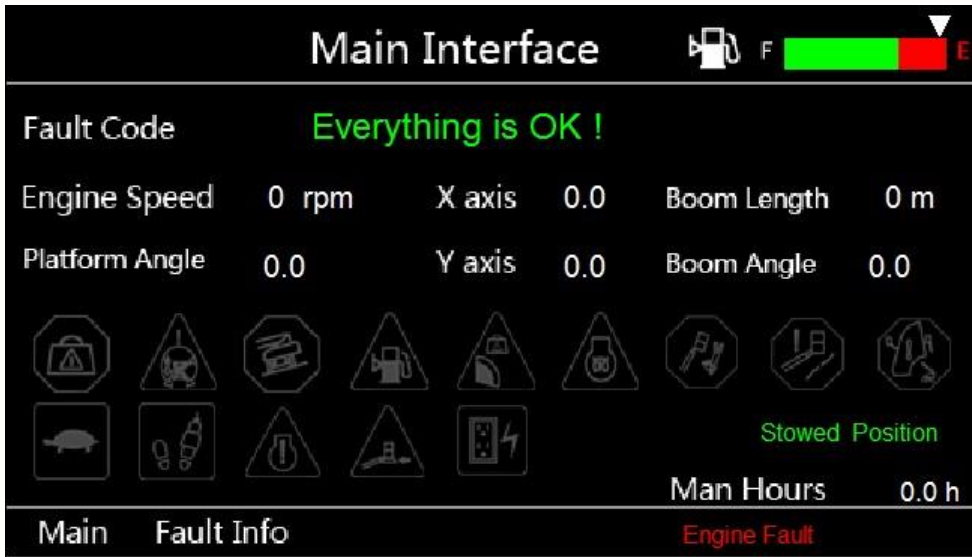 Main Interface F E
Fault Code Everything is OK !
Engine Speed 0 rpm X axis 0.0 Boom Length 0 m
Platform Angle 0.0 Y axis 0.0 Boom Angle 0.0
Stowed Position
Man Hours 0.0 h
Main Fault Info Engine Fault